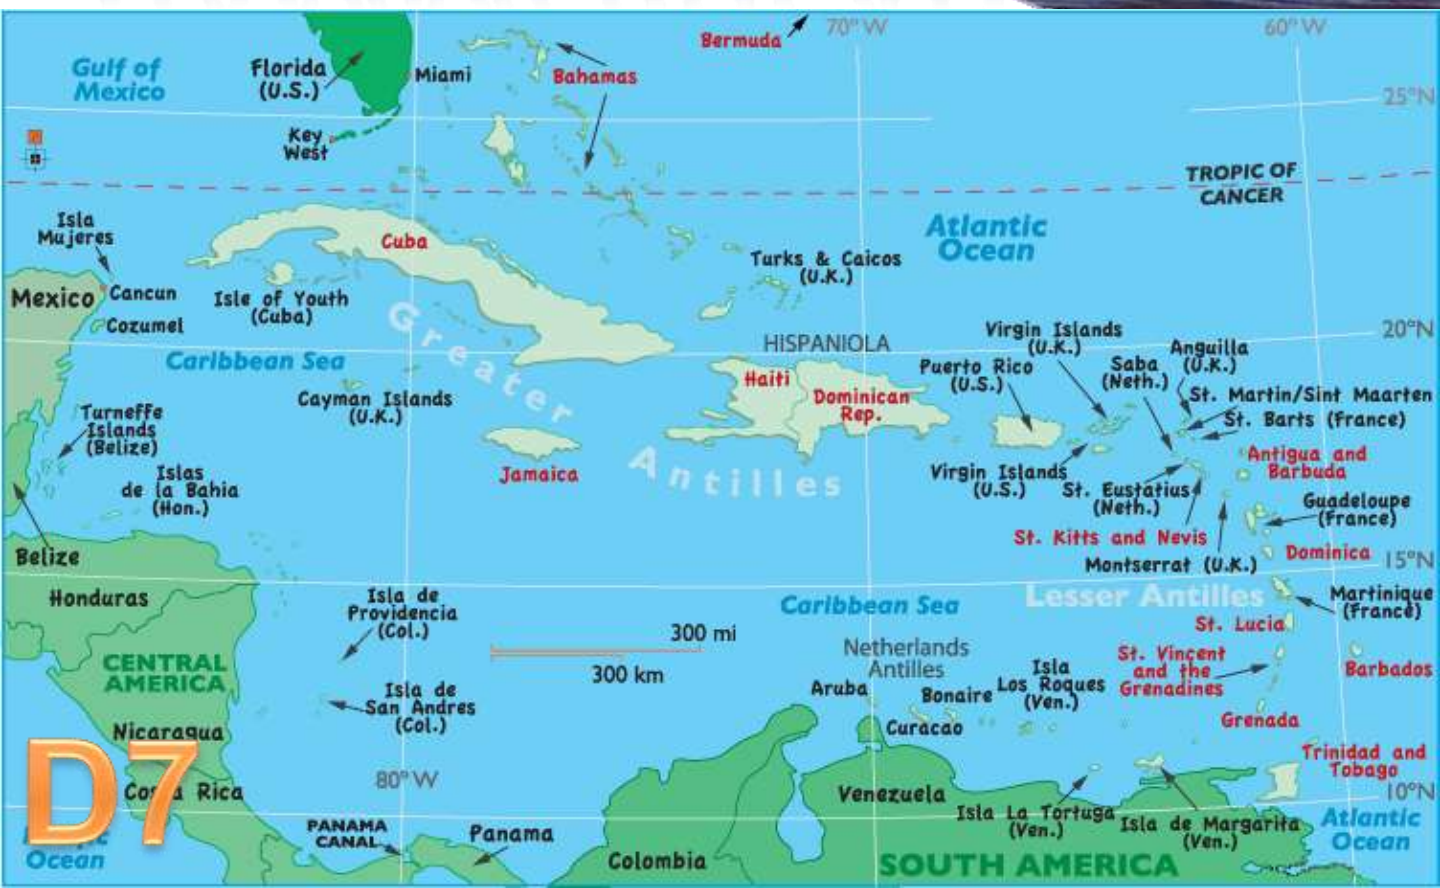 Bermuda
70° W
60° W
Gulf of
Mexico
Florida
(U.S.)
Miami
Bahamas
25°N
Key
West
TROPIC OF
CANCER
Isla
Mujeres
Cuba
Atlantic
Ocean
Turks & Caicos
(U.K.)
Mexico
Cancun
Cozumel
Isle of Youth
(Cuba)
Greater
Antilles
20°N
Caribbean Sea
HISPANIOLA
Virgin Islands
(U.K.)
Anguilla
(U.K.)
Puerto Rico
(U.S.)
Saba
(Neth.)
Haiti
Dominican
Rep.
St. Martin/Sint Maarten
St. Barts (France)
Cayman Islands
(U.K.)
Turneffe
Islands
(Belize)
Jamaica
Islas
de la Bahia
(Hon.)
Virgin Islands
(U.S.)
St. Eustatius
(Neth.)
Antigua and
Barbuda
Guadeloupe
(France)
St. Kitts and Nevis
Montserrat (U.K.)
Dominica
15°N
Belize
Honduras
Isla de
Providencia
(Col.)
Caribbean Sea
Lesser Antilles
Martinique
(France)
St. Lucia
300 mi
300 km
Netherlands
Antilles
St. Vincent
and the
Grenadines
Barbados
CENTRAL
AMERICA
Isla de
San Andres
(Col.)
Aruba
Bonaire
Curacao
Isla
Los Roques
(Ven.)
Grenada
Nicaragua
Trinidad and
Tobago
D7
Costa Rica
80° W
10°N
Venezuela
Isla La Tortuga
(Ven.)
Isla de Margarita
(Ven.)
Atlantic
Ocean
PANAMA
CANAL
Panama
Colombia
SOUTH AMERICA
Ocean